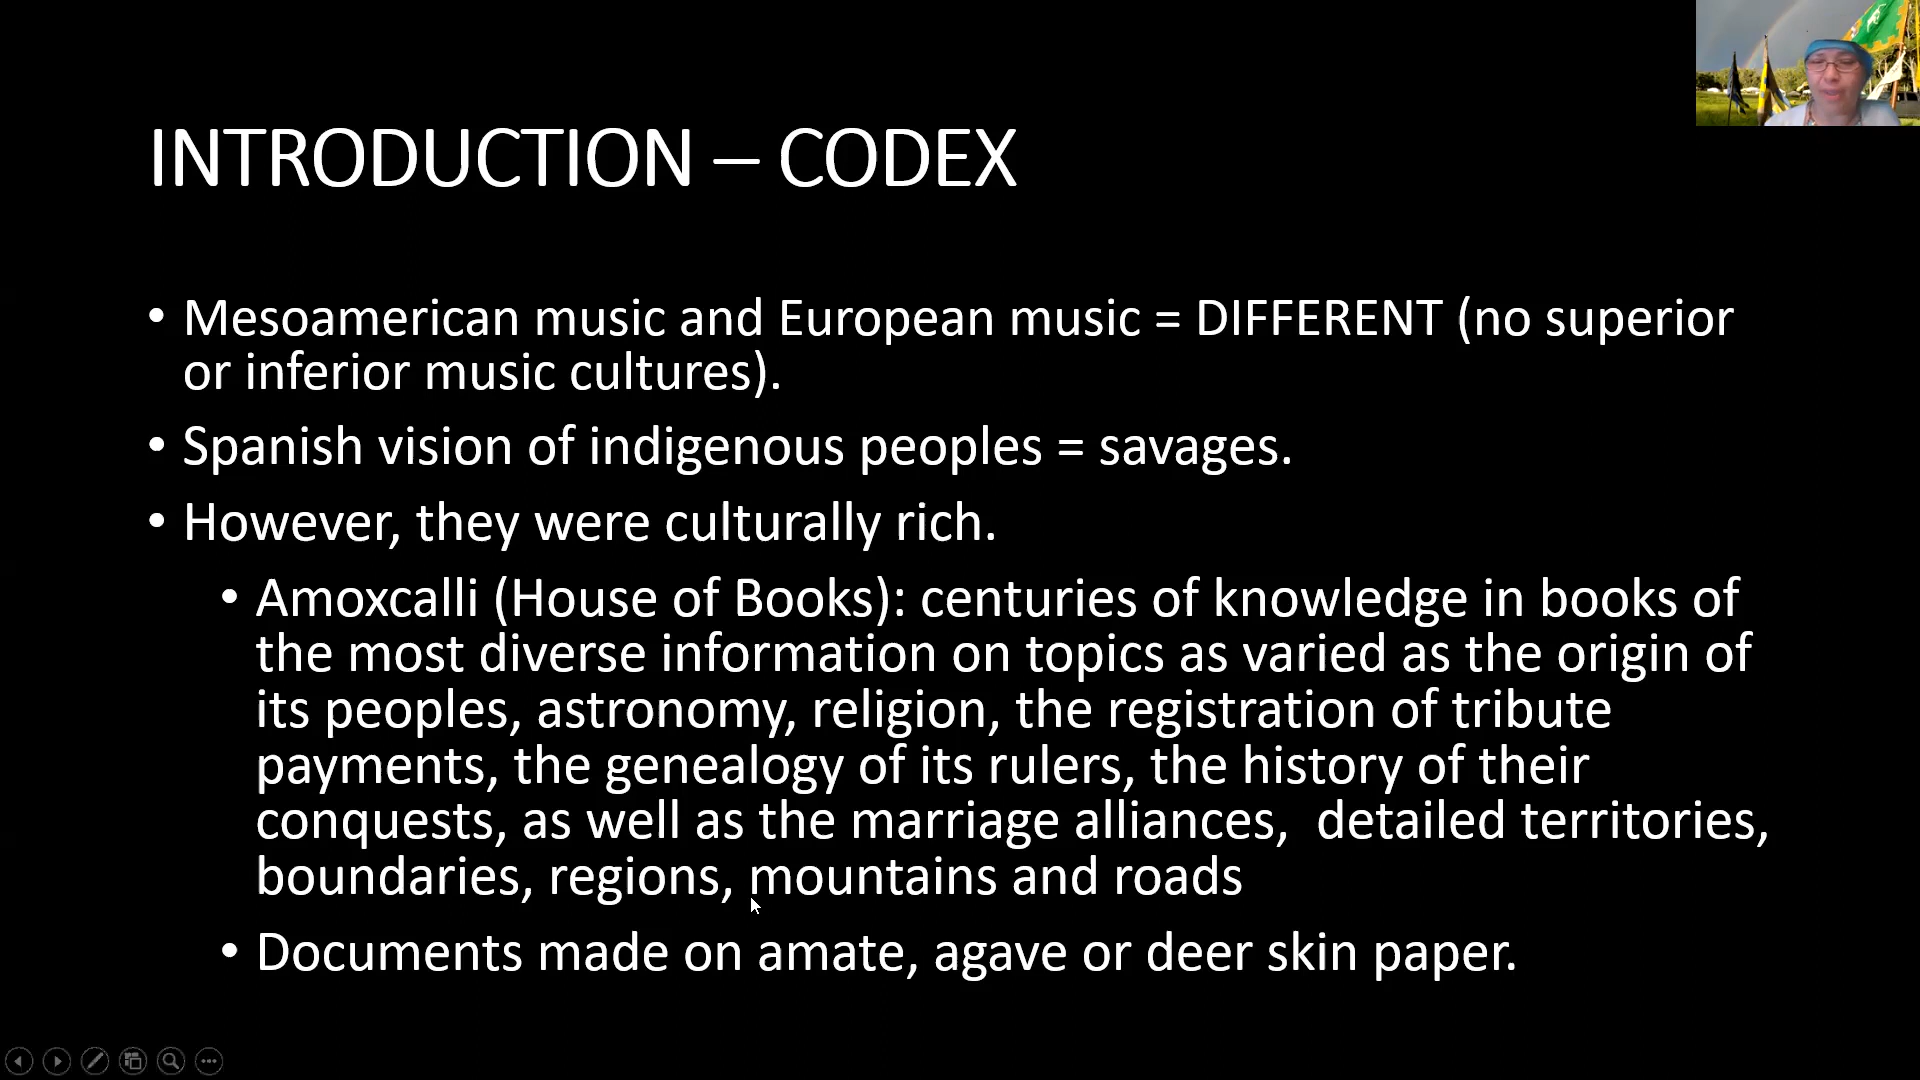 INTRODUCTION – CODEX
• Mesoamerican music and European music = DIFFERENT (no superior
or inferior music cultures).
• Spanish vision of indigenous peoples = savages.
• However, they were culturally rich.
• Amoxcalli (House of Books): centuries of knowledge in books of
the most diverse information on topics as varied as the origin of
its peoples, astronomy, religion, the registration of tribute
payments, the genealogy of its rulers, the history of their
conquests, as well as the marriage alliances,  detailed territories,
boundaries, regions, mountains and roads
• Documents made on amate, agave or deer skin paper.